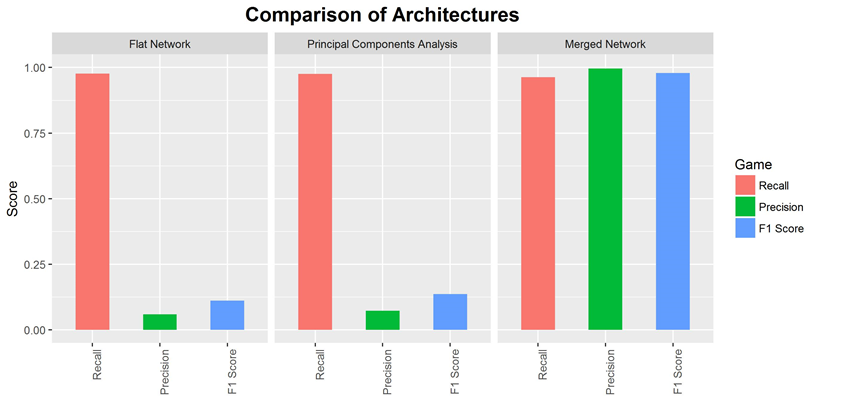 Comparison of Architectures
Flat Network
Principal Components Analysis
Merged Network
Score
1.00
0.75
0.50
0.25
0.00
Recall
Precision
F1 Score
Recall
Precision
F1 Score
Recall
Precision
F1 Score
Game
Recall
Precision
F1 Score